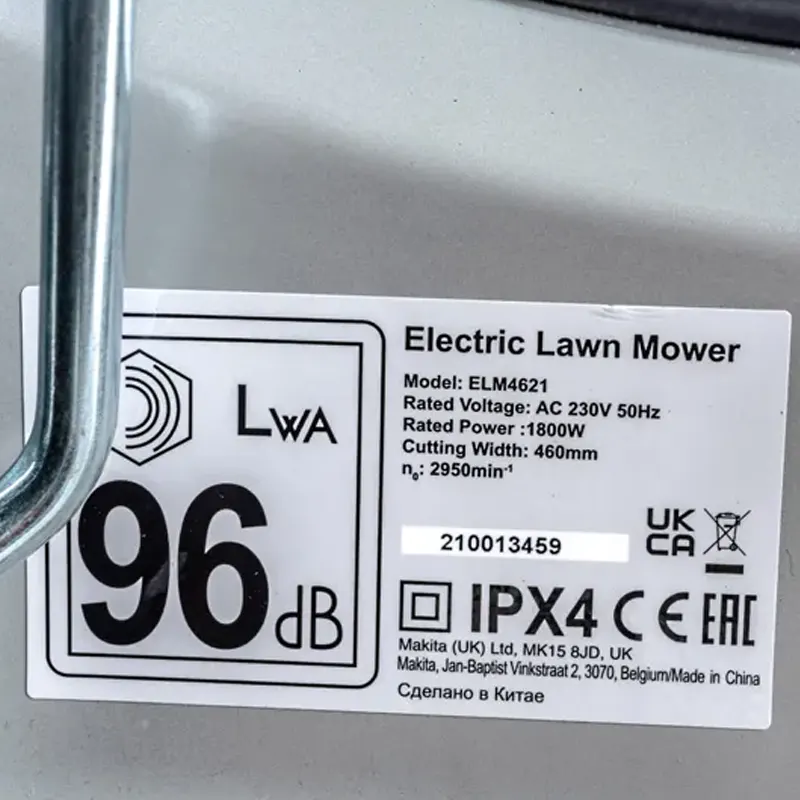 LWA
96 dB
Electric Lawn Mower
Model: ELM4621
Rated Voltage: AC 230V 50Hz
Rated Power :1800W
Cutting Width: 460mm
n₀: 2950min⁻¹
210013459
UK
CA
IPX4 CE EAC
Makita (UK) Ltd, MK15 8JD, UK
Makita, Jan-Baptist Vinkstraat 2, 3070, Belgium/Made in China
Сделано в Китае